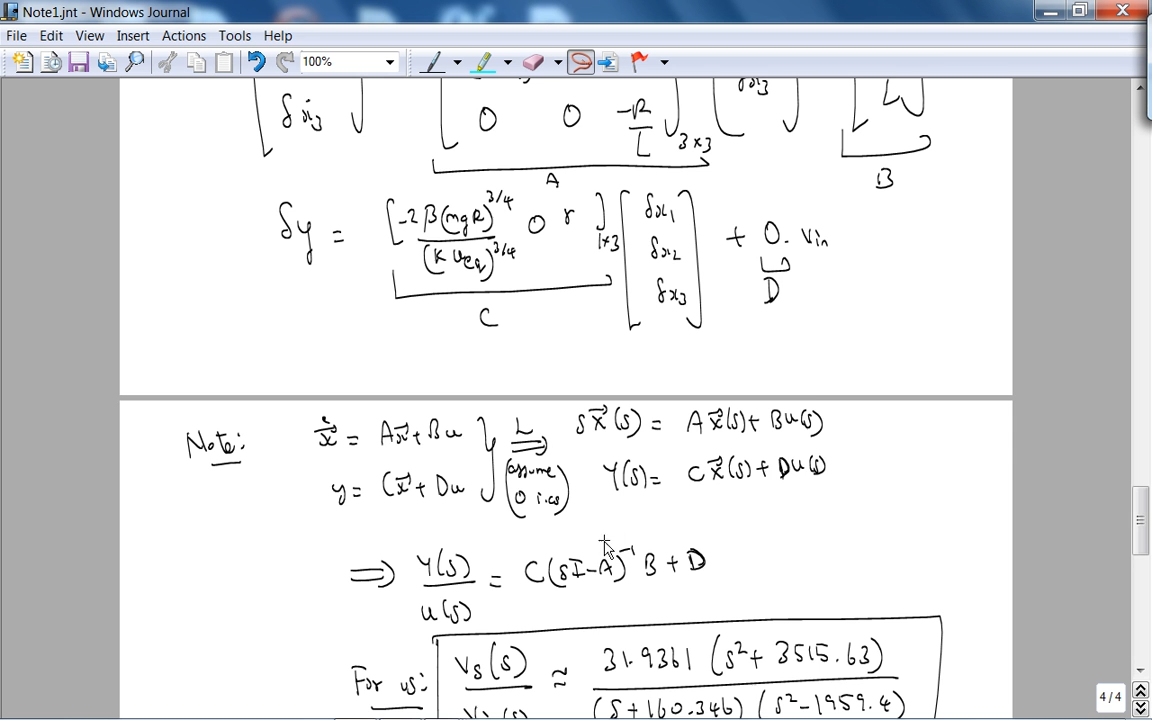 Note1.jnt - Windows Journal
File Edit View Insert Actions Tools Help
100%
δẋ₃
0 0 -R/L 3×3
δx₃
L
A
B
δy = [-2β(mgR)^3/4 / (k veq)^3/4 0 γ] 1×3 [δx₁ δx₂ δx₃] + 0. vin
C
D
Note: ẋ = Ax + Bu } L ⇒ sx(s) = Ax(s) + Bu(s)
y = Cx + Du (assume 0 i.cs) Y(s) = Cx(s) + Du(s)
⇒ Y(s)/u(s) = C(sI-A)⁻¹ B + D
For us: Vs(s) ≈ 31.9361 (s² + 3515.63) / (s+160.346) (s² - 1959.4)
4/4